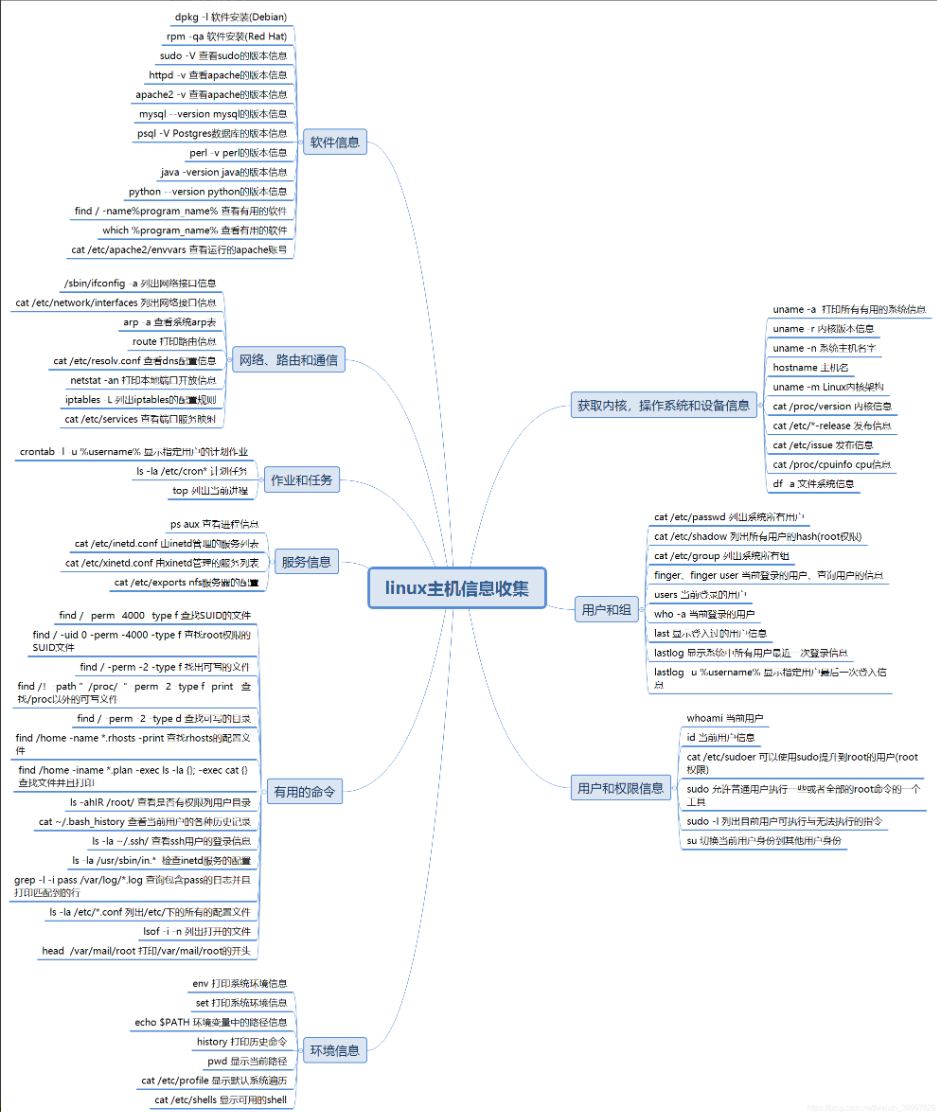 dpkg -l 软件安装(Debian)
rpm -qa 软件安装(Red Hat)
sudo -V 查看sudo的版本信息
httpd -v 查看apache的版本信息
apache2 -v 查看apache的版本信息
mysql --version mysql的版本信息
psql -V Postgres数据库的版本信息
perl -v perl的版本信息
java -version java的版本信息
python --version python的版本信息
find / -name%program_name% 查看有用的软件
which %program_name% 查看有用的软件
cat /etc/apache2/envvars 查看运行的apache账号
软件信息
/sbin/ifconfig -a 列出网络接口信息
cat /etc/network/interfaces 列出网络接口信息
arp -a 查看系统arp表
route 打印路由信息
cat /etc/resolv.conf 查看dns配置信息
netstat -an 打印本地端口开放信息
iptables -L 列出iptables的配置规则
cat /etc/services 查看端口服务映射
网络、路由和通信
crontab -l -u %username% 显示指定用户的计划作业
ls -la /etc/cron* 计划任务
top 列出当前进程
作业和任务
ps aux 查看进程信息
cat /etc/inetd.conf 由inetd管理的服务列表
cat /etc/xinetd.conf 由xinetd管理的服务列表
cat /etc/exports nfs服务器的配置
服务信息
find / -perm -4000 -type f 查找SUID的文件
find / -uid 0 -perm -4000 -type f 查找root权限的
SUID文件
find / -perm -2 -type f 找出可写的文件
find / ! -path "/proc/" -perm -2 -type f -print 查
找/proc以外的可写文件
find / -perm -2 -type d 查找可写的目录
find /home -name *.rhosts -print 查找rhosts的配置文
件
find /home -iname *.plan -exec ls -la {}; -exec cat {}
查找文件并且打印
ls -ahlR /root/ 查看是否有权限列用户目录
cat ~/.bash_history 查看当前用户的各种历史记录
ls -la ~/.ssh/ 查看ssh用户的登录信息
ls -la /usr/sbin/in.* 检查inetd服务的配置
grep -l -i pass /var/log/*.log 查询包含pass的日志并且
打印匹配到的行
ls -la /etc/*.conf 列出/etc/下的所有的配置文件
lsof -i -n 列出打开的文件
head /var/mail/root 打印/var/mail/root的开头
有用的命令
env 打印系统环境信息
set 打印系统环境信息
echo $PATH 环境变量中的路径信息
history 打印历史命令
pwd 显示当前路径
cat /etc/profile 显示默认系统遍历
cat /etc/shells 显示可用的shell
环境信息
linux主机信息收集
获取内核，操作系统和设备信息
uname -a 打印所有有用的系统信息
uname -r 内核版本信息
uname -n 系统主机名字
hostname 主机名
uname -m Linux内核架构
cat /proc/version 内核信息
cat /etc/*-release 发布信息
cat /etc/issue 发布信息
cat /proc/cpuinfo cpu信息
df -a 文件系统信息
用户和组
cat /etc/passwd 列出系统所有用户
cat /etc/shadow 列出所有用户的hash(root权限)
cat /etc/group 列出系统所有组
finger、finger user 当前登录的用户、查询用户的信息
users 当前登录的用户
who -a 当前登录的用户
last 显示登入过的用户信息
lastlog 显示系统中所有用户最近一次登录信息
lastlog -u %username% 显示指定用户最后一次登入信
息
用户和权限信息
whoami 当前用户
id 当前用户信息
cat /etc/sudoer 可以使用sudo提升到root的用户(root
权限)
sudo 允许普通用户执行一些或者全部的root命令的一个
工具
sudo -l 列出目前用户可执行与无法执行的指令
su 切换当前用户身份到其他用户身份